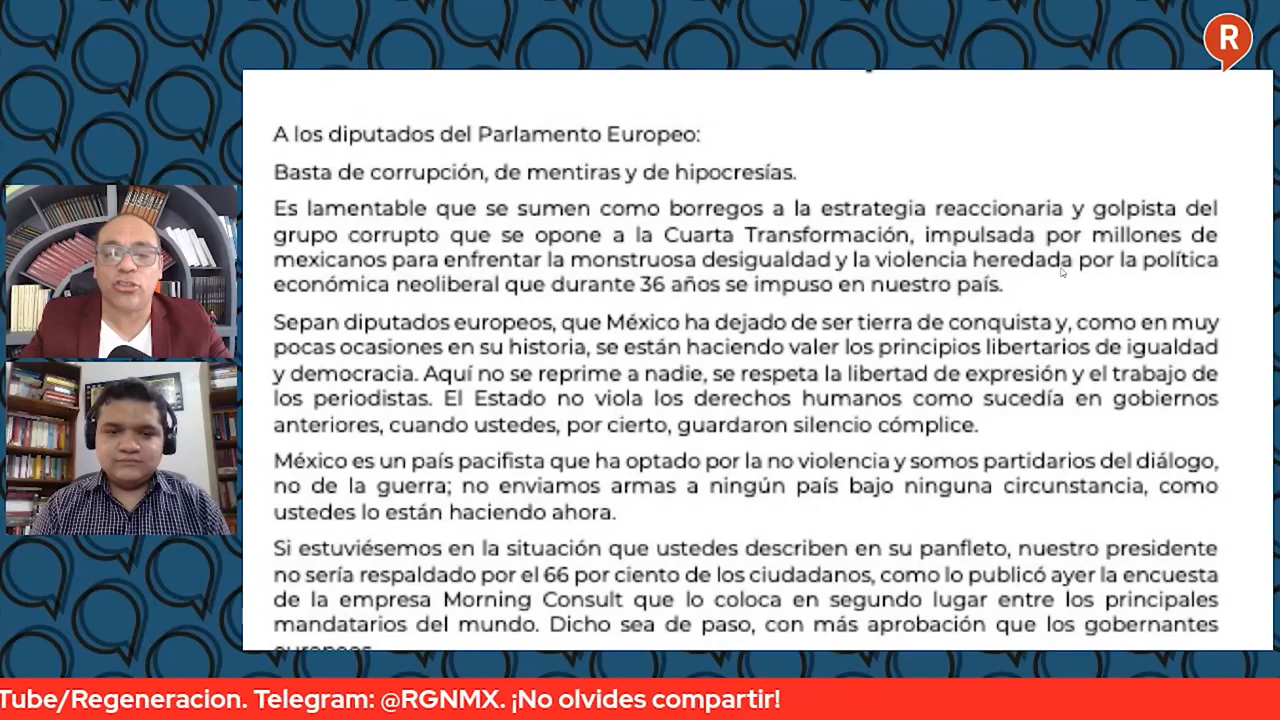 R
A los diputados del Parlamento Europeo:
Basta de corrupción, de mentiras y de hipocresías.
Es lamentable que se sumen como borregos a la estrategia reaccionaria y golpista del
grupo corrupto que se opone a la Cuarta Transformación, impulsada por millones de
mexicanos para enfrentar la monstruosa desigualdad y la violencia heredada por la política
económica neoliberal que durante 36 años se impuso en nuestro país.
Sepan diputados europeos, que México ha dejado de ser tierra de conquista y, como en muy
pocas ocasiones en su historia, se están haciendo valer los principios libertarios de igualdad
y democracia. Aquí no se reprime a nadie, se respeta la libertad de expresión y el trabajo de
los periodistas. El Estado no viola los derechos humanos como sucedía en gobiernos
anteriores, cuando ustedes, por cierto, guardaron silencio cómplice.
México es un país pacifista que ha optado por la no violencia y somos partidarios del diálogo,
no de la guerra; no enviamos armas a ningún país bajo ninguna circunstancia, como
ustedes lo están haciendo ahora.
Si estuviésemos en la situación que ustedes describen en su panfleto, nuestro presidente
no sería respaldado por el 66 por ciento de los ciudadanos, como lo publicó ayer la encuesta
de la empresa Morning Consult que lo coloca en segundo lugar entre los principales
mandatarios del mundo. Dicho sea de paso, con más aprobación que los gobernantes
Tube/Regeneracion. Telegram: @RGNMX. ¡No olvides compartir!